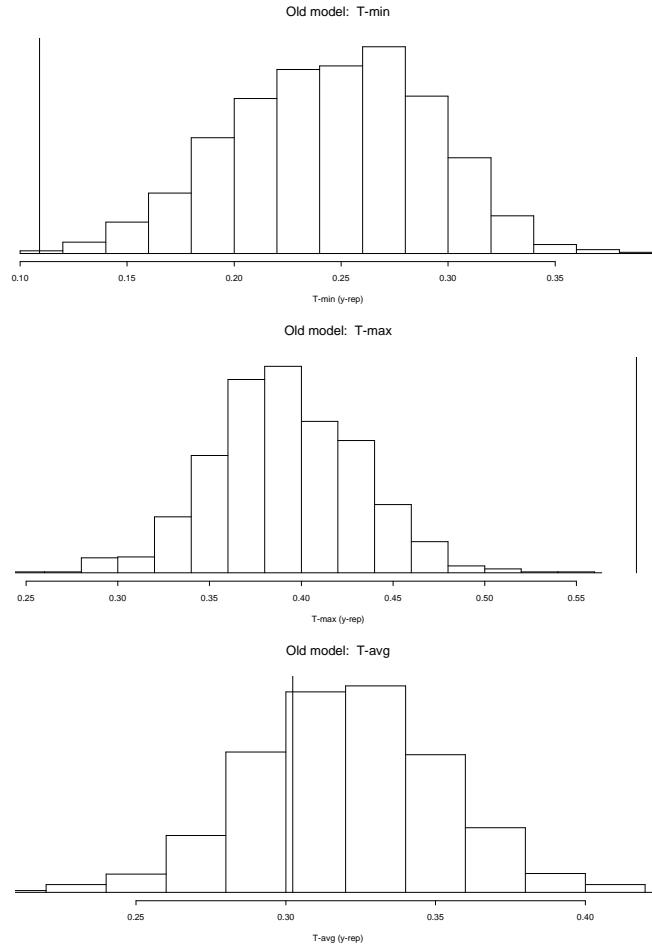 Old model: T-min
0.10 0.15 0.20 0.25 0.30 0.35
T-min (y-rep)
Old model: T-max
0.25 0.30 0.35 0.40 0.45 0.50 0.55
T-max (y-rep)
Old model: T-avg
0.25 0.30 0.35 0.40
T-avg (y-rep)